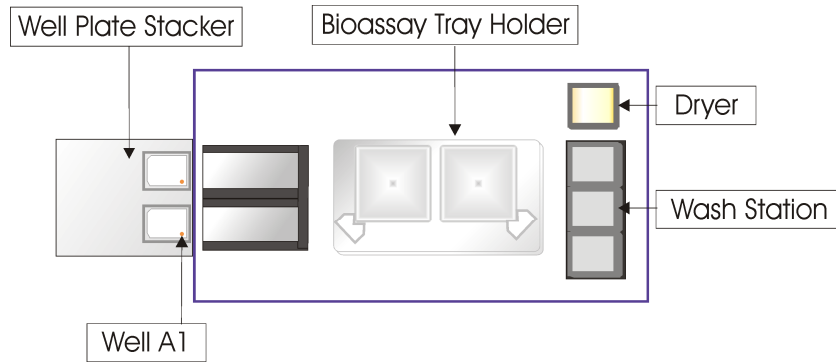 Well Plate Stacker
Bioassay Tray Holder
Dryer
Wash Station
Well A1